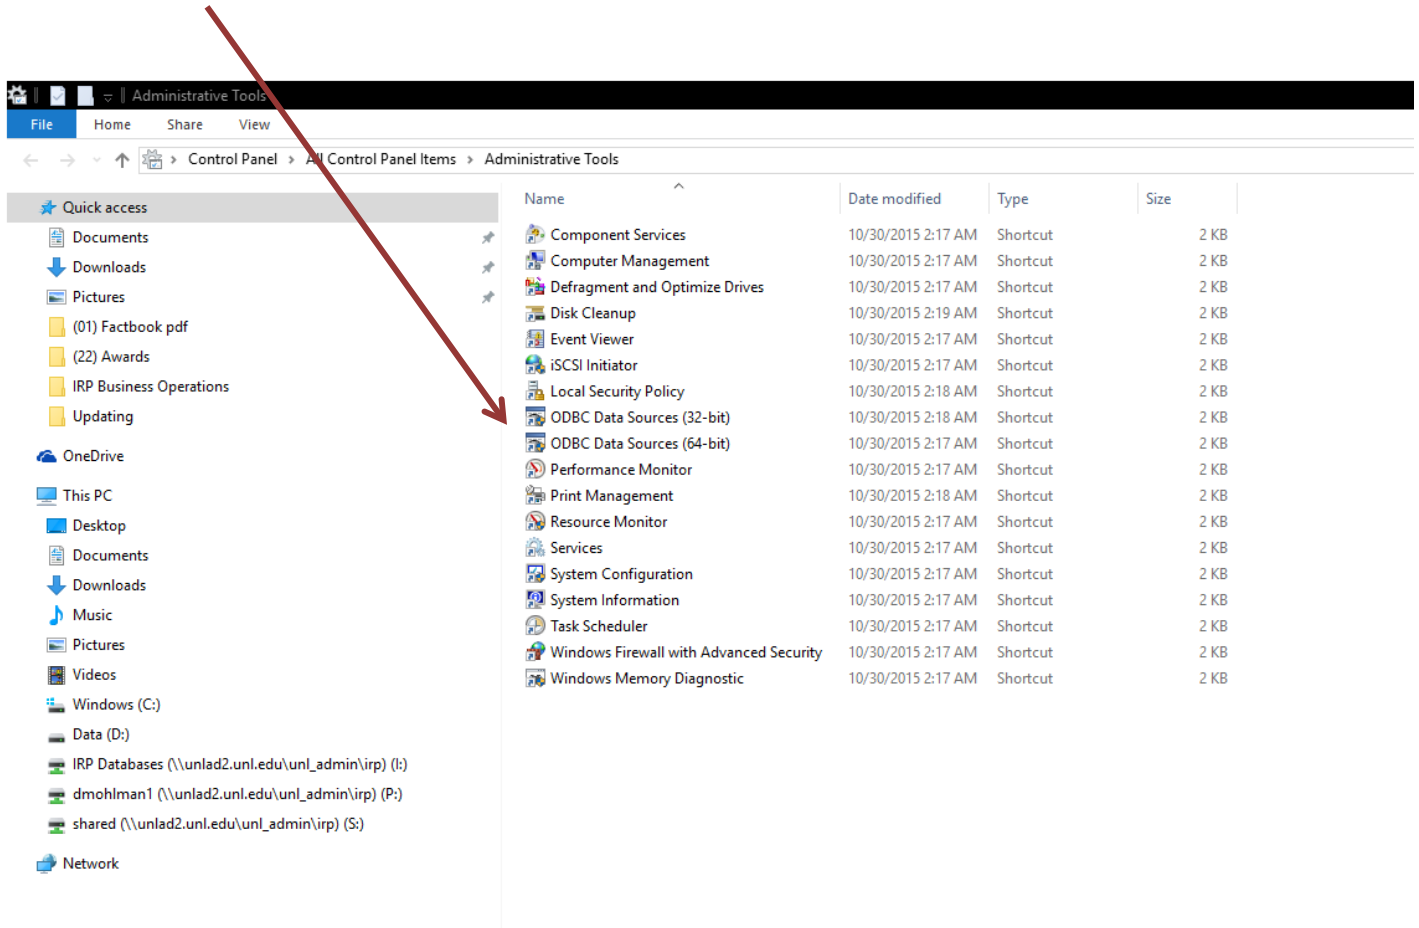 Administrative Tools
File Home Share View
Control Panel > All Control Panel Items > Administrative Tools
Quick access
Documents
Downloads
Pictures
(01) Factbook pdf
(22) Awards
IRP Business Operations
Updating
OneDrive
This PC
Desktop
Documents
Downloads
Music
Pictures
Videos
Windows (C:)
Data (D:)
IRP Databases (\\unlad2.unl.edu\unl_admin\irp) (I:)
dmohlman1 (\\unlad2.unl.edu\unl_admin\irp) (P:)
shared (\\unlad2.unl.edu\unl_admin\irp) (S:)
Network
Name Date modified Type Size
Component Services 10/30/2015 2:17 AM Shortcut 2 KB
Computer Management 10/30/2015 2:17 AM Shortcut 2 KB
Defragment and Optimize Drives 10/30/2015 2:17 AM Shortcut 2 KB
Disk Cleanup 10/30/2015 2:19 AM Shortcut 2 KB
Event Viewer 10/30/2015 2:17 AM Shortcut 2 KB
iSCSI Initiator 10/30/2015 2:17 AM Shortcut 2 KB
Local Security Policy 10/30/2015 2:18 AM Shortcut 2 KB
ODBC Data Sources (32-bit) 10/30/2015 2:18 AM Shortcut 2 KB
ODBC Data Sources (64-bit) 10/30/2015 2:17 AM Shortcut 2 KB
Performance Monitor 10/30/2015 2:17 AM Shortcut 2 KB
Print Management 10/30/2015 2:18 AM Shortcut 2 KB
Resource Monitor 10/30/2015 2:17 AM Shortcut 2 KB
Services 10/30/2015 2:17 AM Shortcut 2 KB
System Configuration 10/30/2015 2:17 AM Shortcut 2 KB
System Information 10/30/2015 2:17 AM Shortcut 2 KB
Task Scheduler 10/30/2015 2:17 AM Shortcut 2 KB
Windows Firewall with Advanced Security 10/30/2015 2:17 AM Shortcut 2 KB
Windows Memory Diagnostic 10/30/2015 2:17 AM Shortcut 2 KB